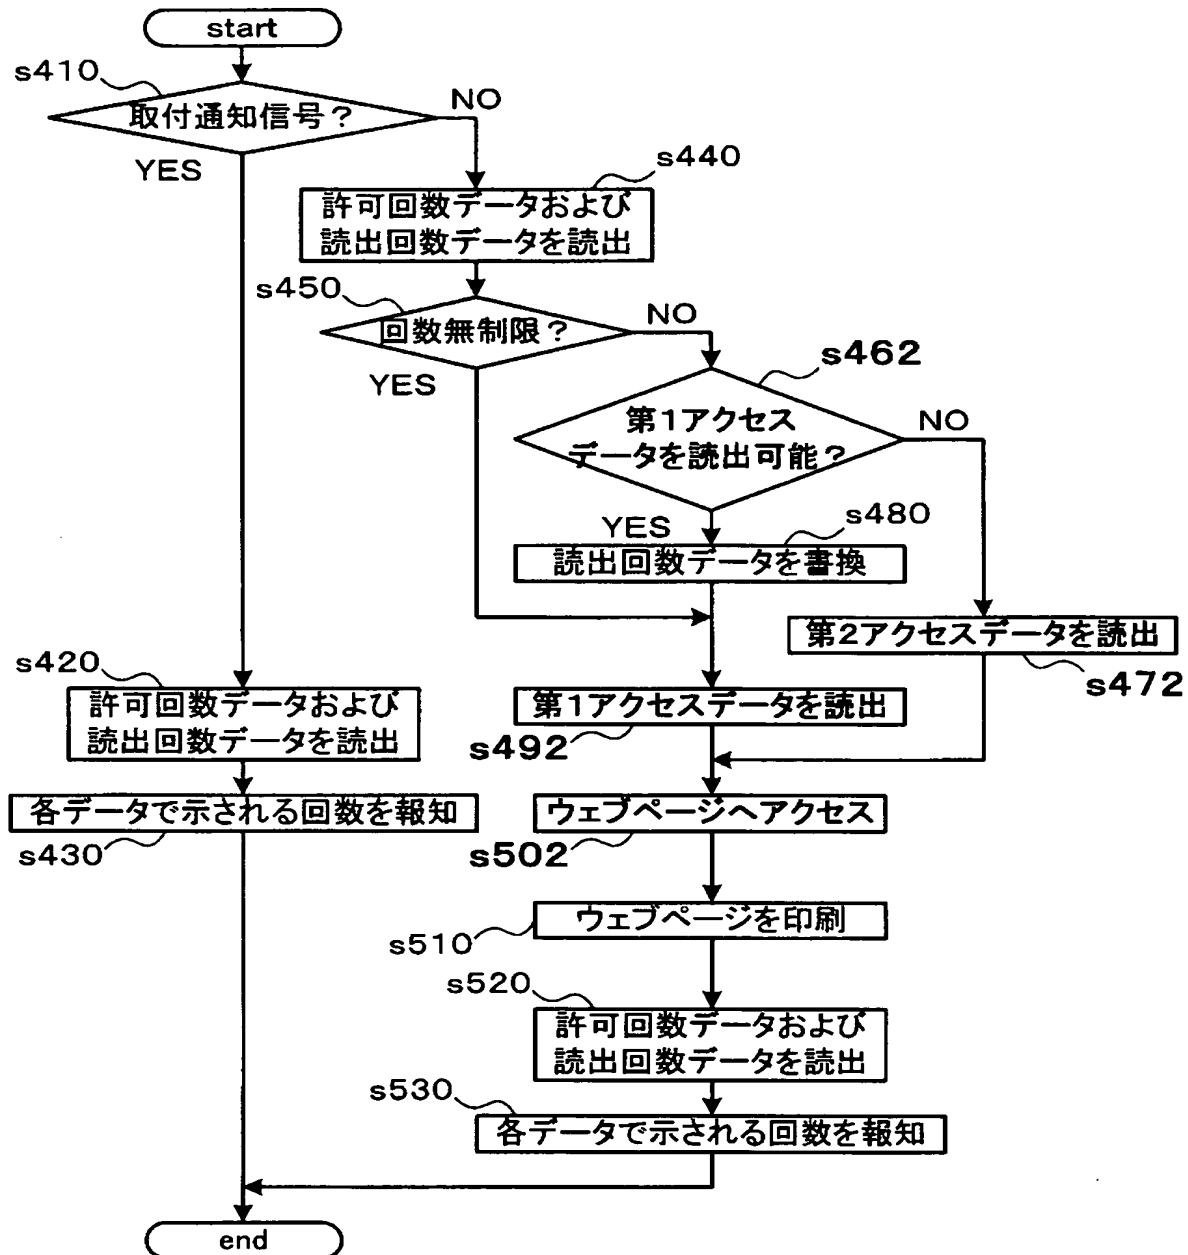 start
s410
取付通知信号？
NO
YES
s440
許可回数データおよび
読出回数データを読出
s450
回数無制限？
NO
YES
s462
第1アクセス
データを読出可能？
NO
YES
s480
読出回数データを書換
第2アクセスデータを読出
s472
s420
許可回数データおよび
読出回数データを読出
第1アクセスデータを読出
s492
各データで示される回数を報知
s430
ウェブページへアクセス
s502
ウェブページを印刷
s510
s520
許可回数データおよび
読出回数データを読出
s530
各データで示される回数を報知
end